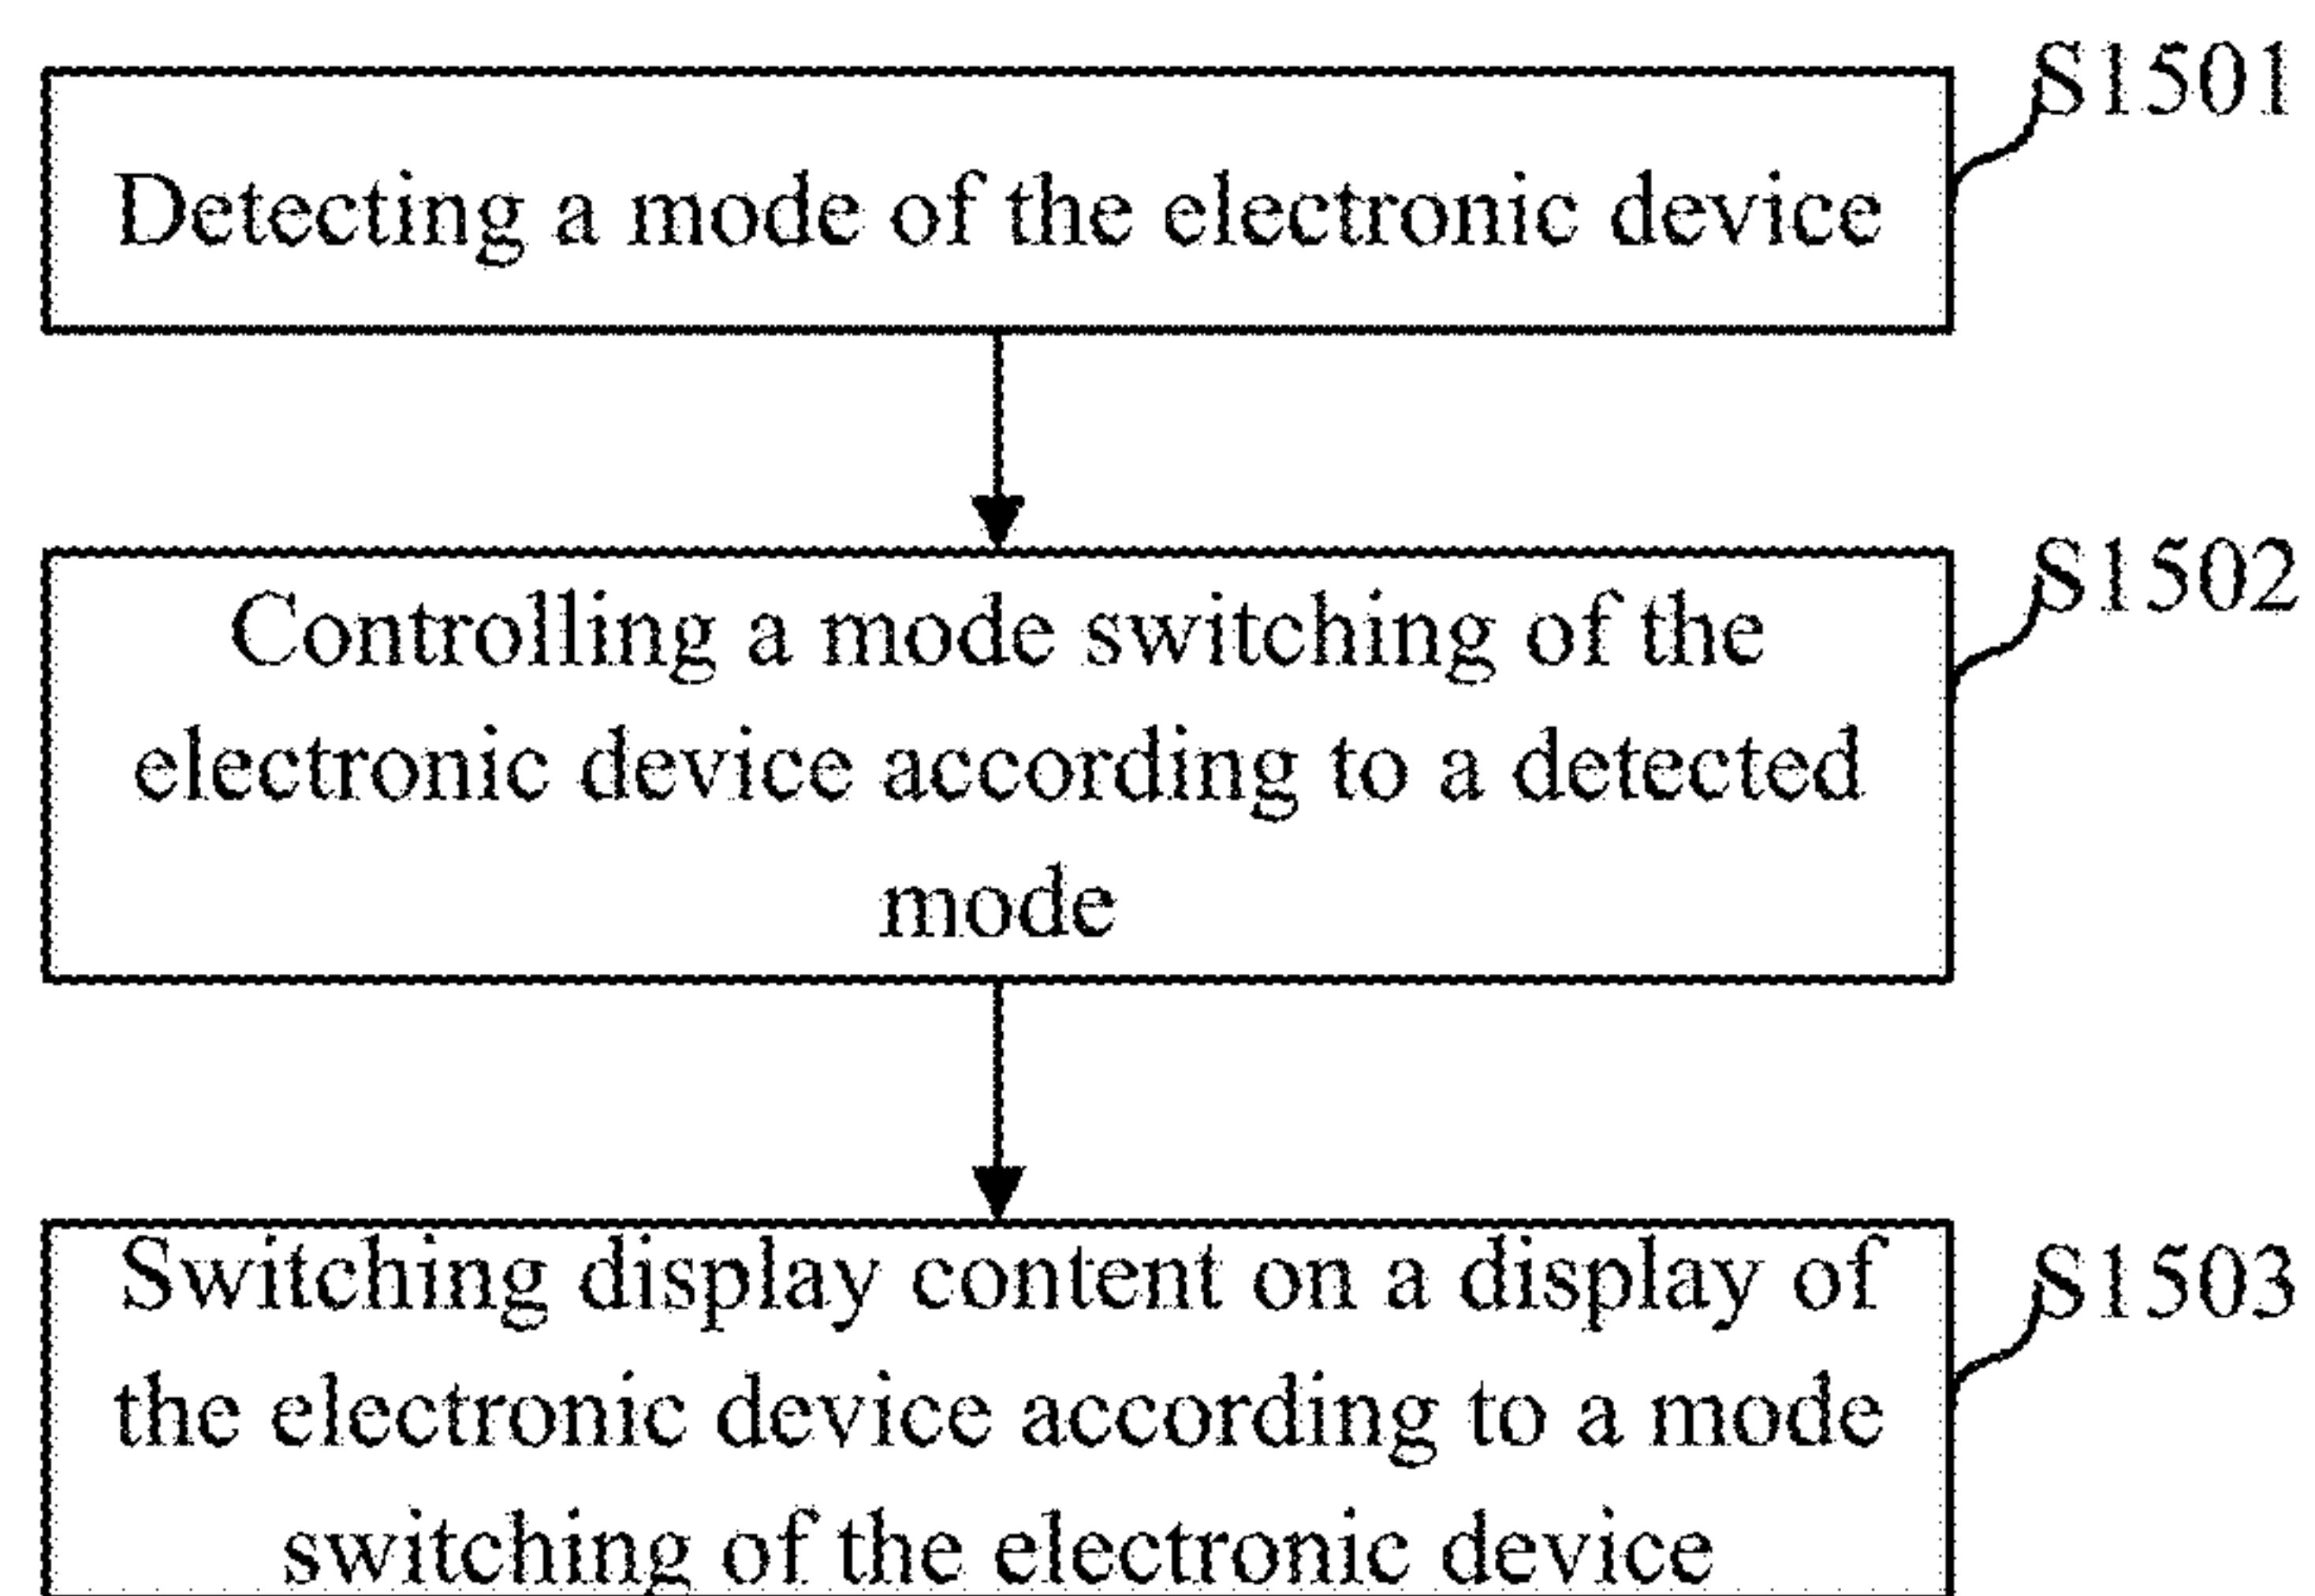 S1501
Detecting a mode of the electronic device
S1502
Controlling a mode switching of the
electronic device according to a detected
mode
S1503
Switching display content on a display of
the electronic device according to a mode
switching of the electronic device